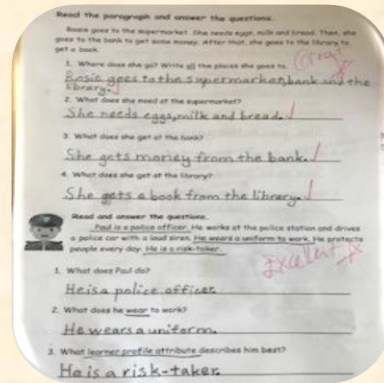 Read the paragraph and answer the questions.
Rosie goes to the supermarket. She needs eggs, milk and bread. Then, she
goes to the bank to get some money. After that, she goes to the library to
get a book.
1. Where does she go? Write all the places she goes to.
Rosie goes to the supermarket,bank and the
library.
2. What does she need at the supermarket?
She needs eggs,milk and bread.
3. What does she get at the bank?
She gets money from the bank.
4. What does she get at the library?
She gets a book from the library.
Read and answer the questions.
Paul is a police officer. He works at the police station and drives
a police car with a loud siren. He wears a uniform to work. He protects
people every day. He is a risk-taker.
Excellent
1. What does Paul do?
He is a police officer.
2. What does he wear to work?
He wears a uniform.
3. What learner profile attribute describes him best?
He is a risk-taker.